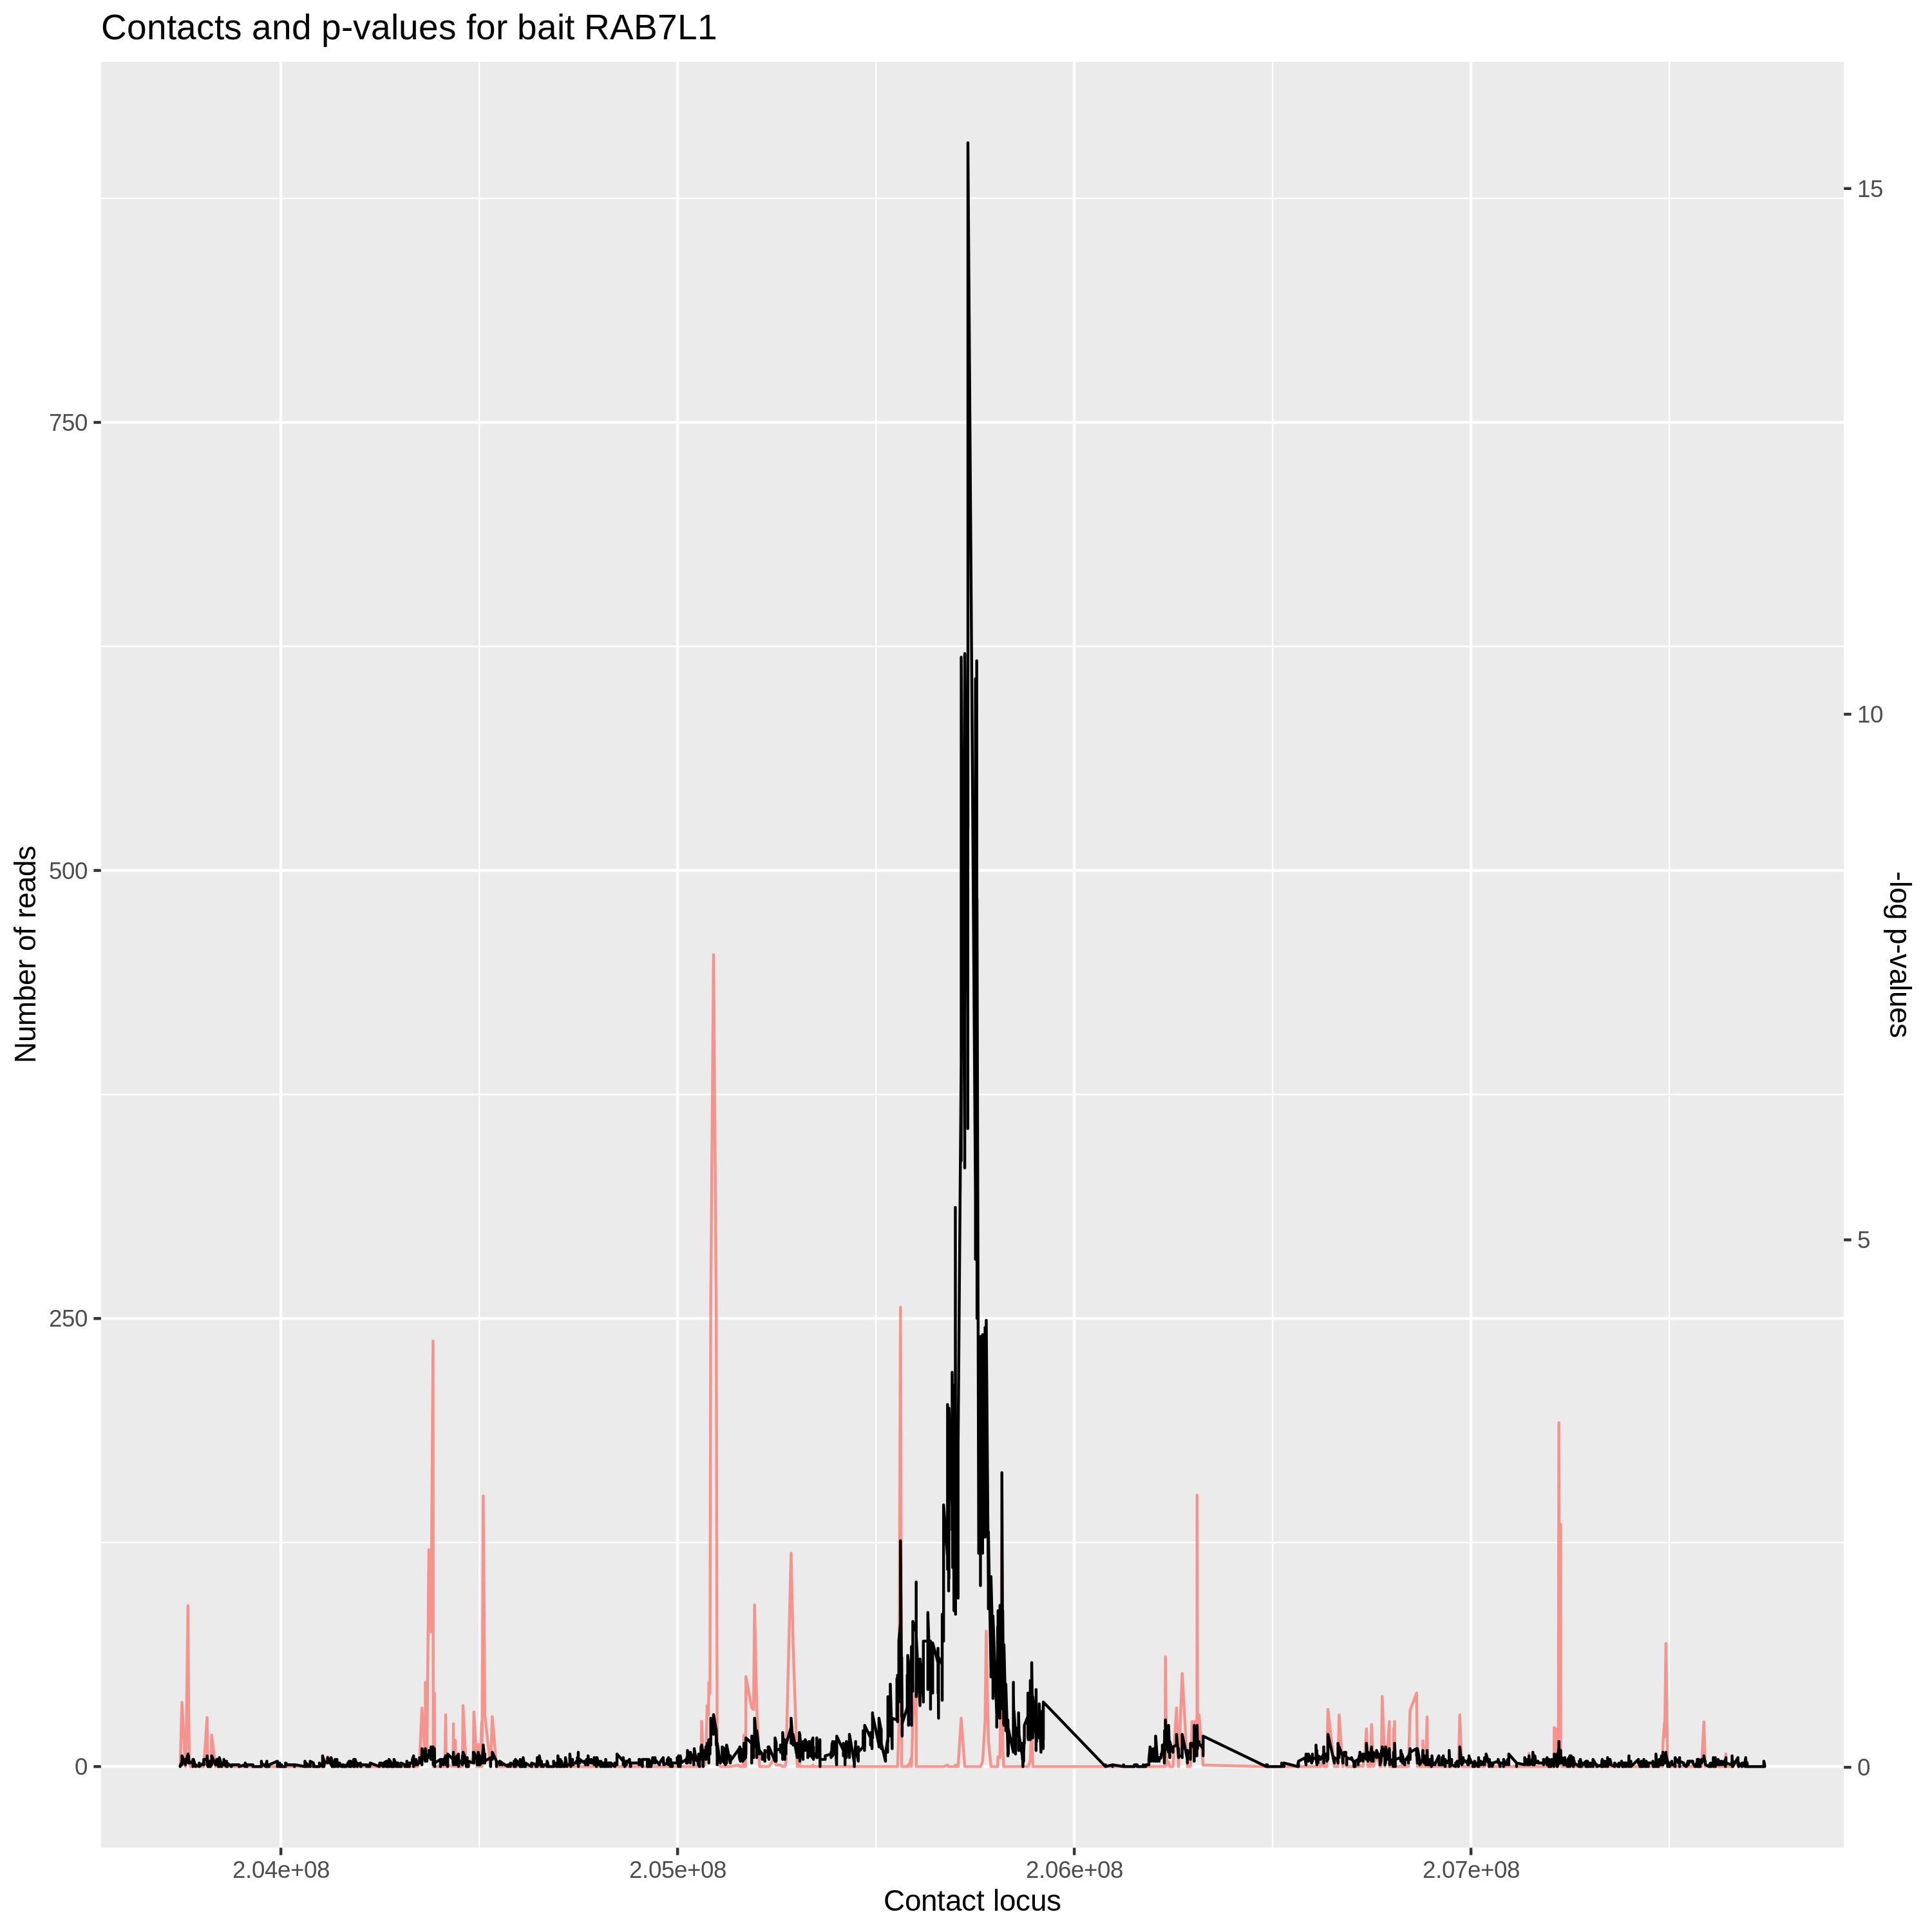 Contacts and p-values for bait RAB7L1
Number of reads
750
500
250
0
15
10
5
0
-log p-values
2.04e+08 2.05e+08 2.06e+08 2.07e+08
Contact locus